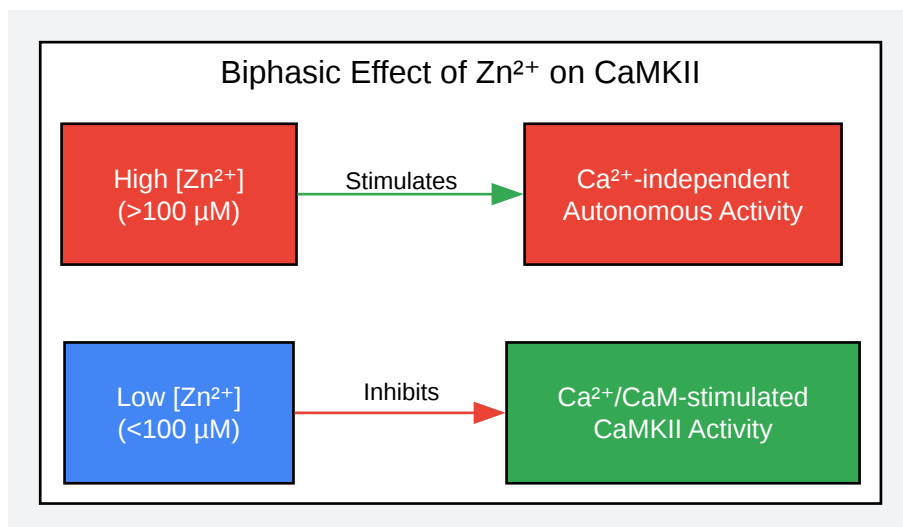 Biphasic Effect of Zn²⁺ on CaMKII
High [Zn²⁺]
(>100 µM)
Stimulates
Ca²⁺-independent
Autonomous Activity
Low [Zn²⁺]
(<100 µM)
Inhibits
Ca²⁺/CaM-stimulated
CaMKII Activity